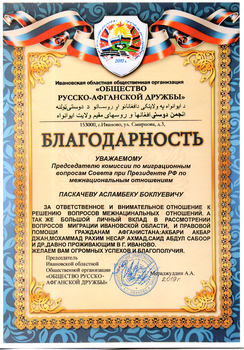 2010 г.
Ивановская областная общественная организация
"ОБЩЕСТВО
РУССКО-АФГАНСКОЙ ДРУЖБЫ"
153000, г.Иваново, ул. Смирнова, д.3,
БЛАГОДАРНОСТЬ
УВАЖАЕМОМУ
Председателю комиссии по миграционным
вопросам Совета при Президенте РФ по
межнациональным отношениям
ПАСКАЧЕВУ АСЛАМБЕКУ БОКЛУЕВИЧУ
ЗА ОТВЕТСТВЕННОЕ И ВНИМАТЕЛЬНОЕ ОТНОШЕНИЕ К
РЕШЕНИЮ ВОПРОСОВ МЕЖНАЦИОНАЛЬНЫХ ОТНОШЕНИЙ, А
ТАК ЖЕ БОЛЬШОЙ ЛИЧНЫЙ ВКЛАД В РАССМОТРЕНИИ
ВОПРОСОВ МИГРАЦИИ ИВАНОВСКОЙ ОБЛАСТИ, И ПРАВОВОЙ
ПОМОЩИ ГРАЖДАНАМ АФГАНИСТАНА:АКБАРИ АКБАР
ДЖАН,МОХАММАД РАХИМ НЕСАР АХМАД,САИД АБДУЛ САБООР
И ДР,ДАВНО ПРОЖИВАЮЩИМ В Г. ИВАНОВО.
ЖЕЛАЕМ ВАМ ОГРОМНЫХ УСПЕХОВ И БЛАГОПОЛУЧИЯ.
Председатель
Ивановской областной
Общественной организации
"ОБЩЕСТВО РУССКО-
АФГАНСКОЙ ДРУЖБЫ"
Мираджуддин А.А.
2019г.